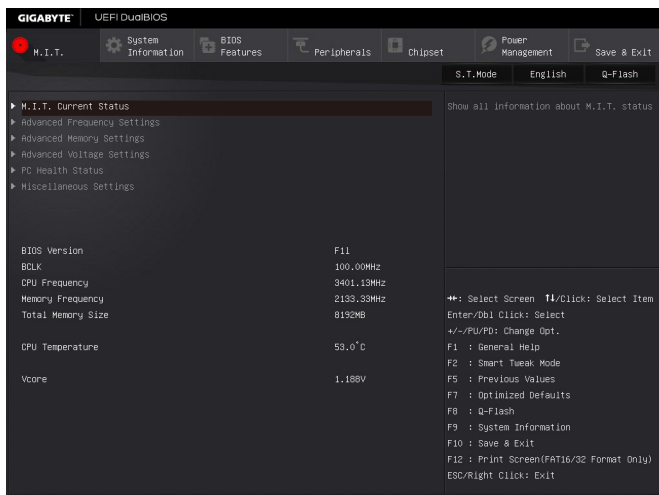 GIGABYTE™ UEFI DualBIOS
M.I.T. System Information BIOS Features Peripherals Chipset Power Management Save & Exit
S.T.Mode English Q-Flash
M.I.T. Current Status
Show all information about M.I.T. status
Advanced Frequency Settings
Advanced Memory Settings
Advanced Voltage Settings
PC Health Status
Miscellaneous Settings
BIOS Version F11
BCLK 100.00MHz
CPU Frequency 3401.13MHz
Memory Frequency 2133.33MHz
Total Memory Size 8192MB
CPU Temperature 53.0°C
Vcore 1.188V
→←: Select Screen ↑↓/Click: Select Item
Enter/Dbl Click: Select
+/-/PU/PD: Change Opt.
F1 : General Help
F2 : Smart Tweak Mode
F5 : Previous Values
F7 : Optimized Defaults
F8 : Q-Flash
F9 : System Information
F10 : Save & Exit
F12 : Print Screen(FAT16/32 Format Only)
ESC/Right Click: Exit